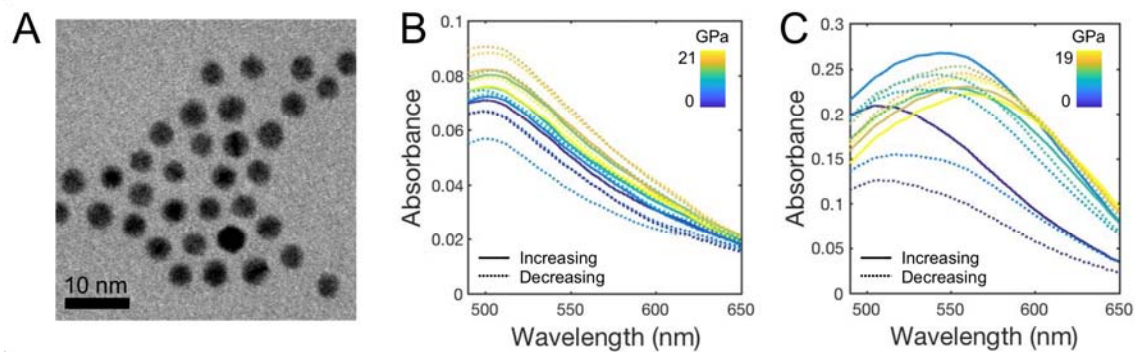 A
10 nm
B
Absorbance
0.1
0.08
0.06
0.04
0.02
0
GPa
21
0
Increasing
Decreasing
500
550
600
650
Wavelength (nm)
C
Absorbance
0.3
0.25
0.2
0.15
0.1
0.05
0
GPa
19
0
Increasing
Decreasing
500
550
600
650
Wavelength (nm)